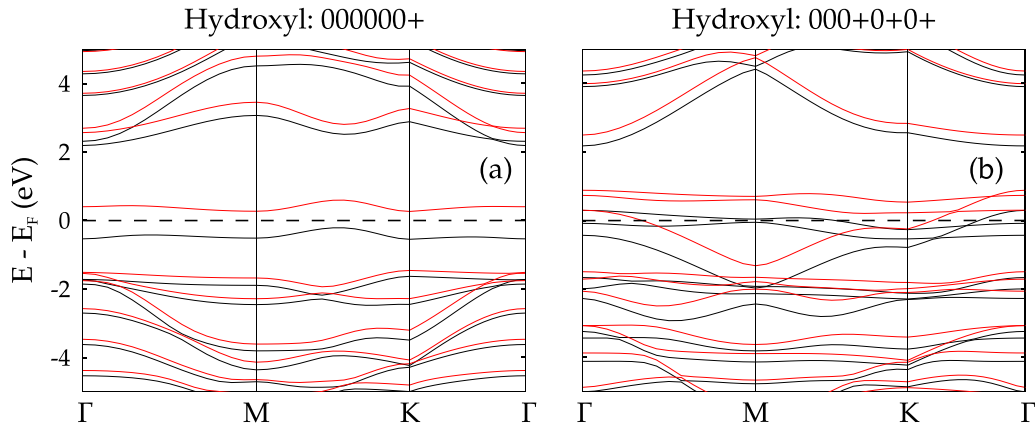 Hydroxyl: 000000+
Hydroxyl: 000+0+0+
E - E_F (eV)
4
2
0
-2
-4
(a)
(b)
Γ M K Γ
Γ M K Γ